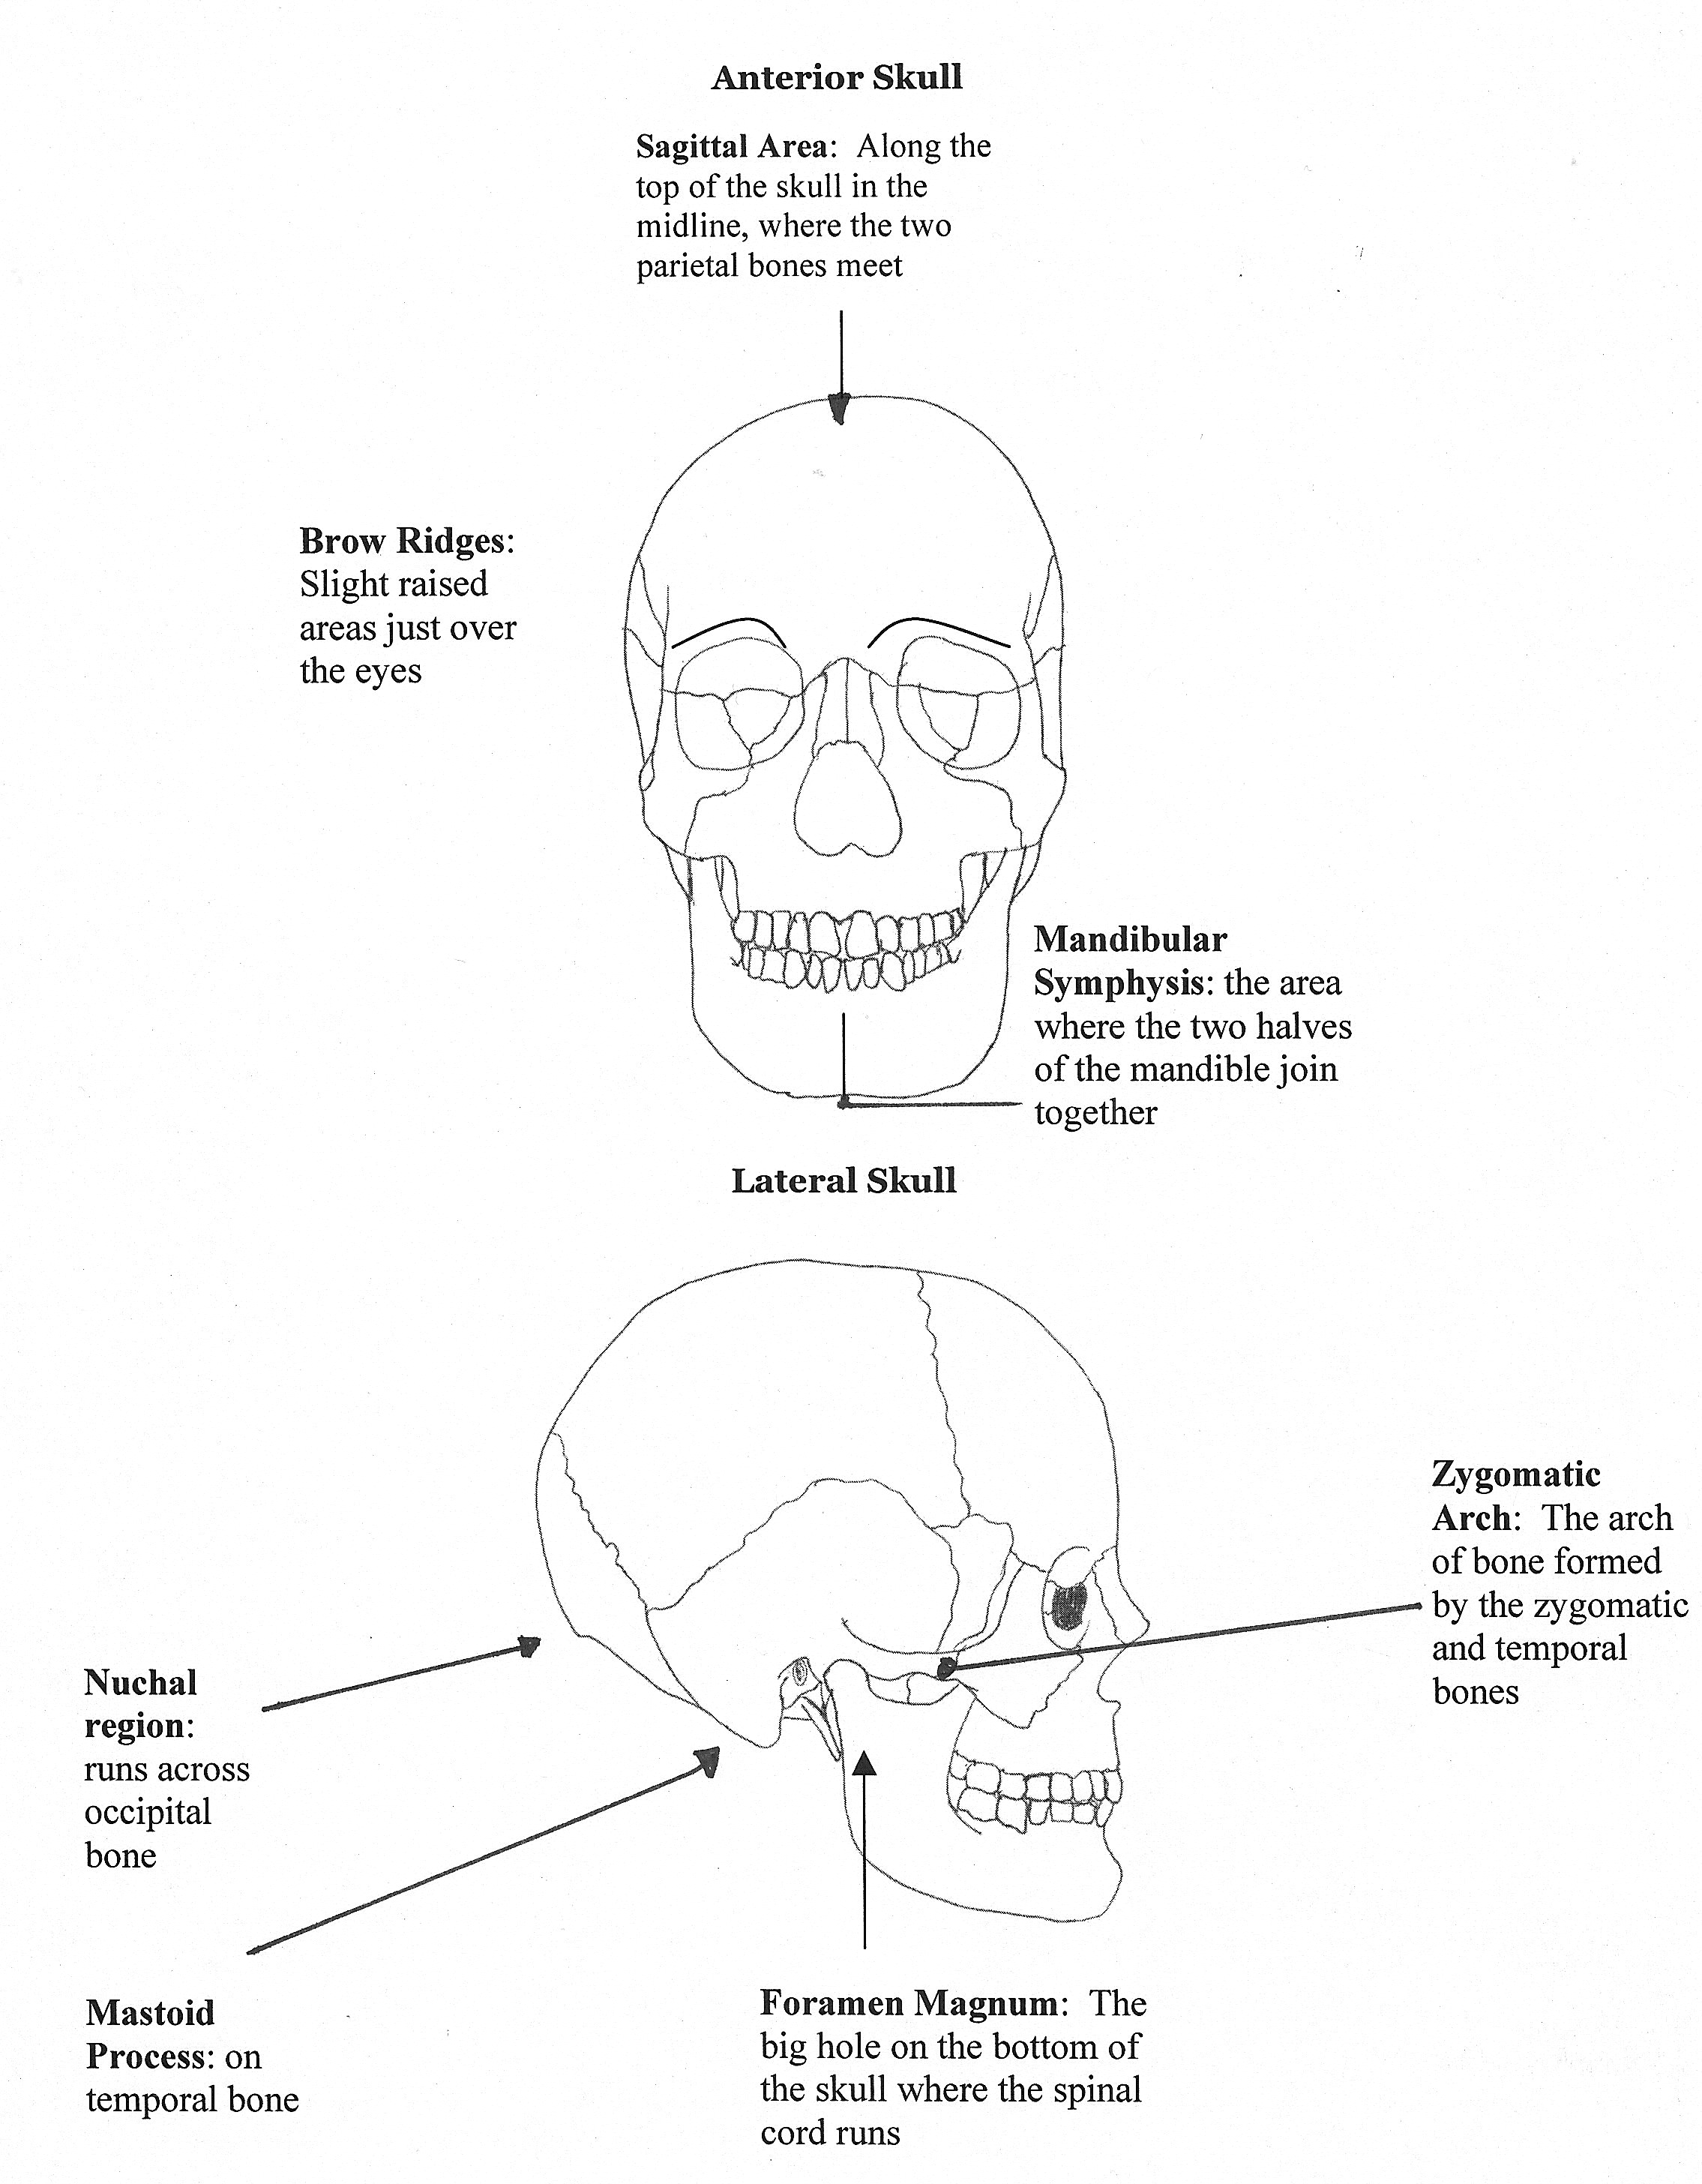 Anterior Skull
Sagittal Area:  Along the
top of the skull in the
midline, where the two
parietal bones meet
Brow Ridges:
Slight raised
areas just over
the eyes
Mandibular
Symphysis: the area
where the two halves
of the mandible join
together
Lateral Skull
Zygomatic
Arch:  The arch
of bone formed
by the zygomatic
and temporal
bones
Nuchal
region:
runs across
occipital
bone
Mastoid
Process: on
temporal bone
Foramen Magnum:  The
big hole on the bottom of
the skull where the spinal
cord runs